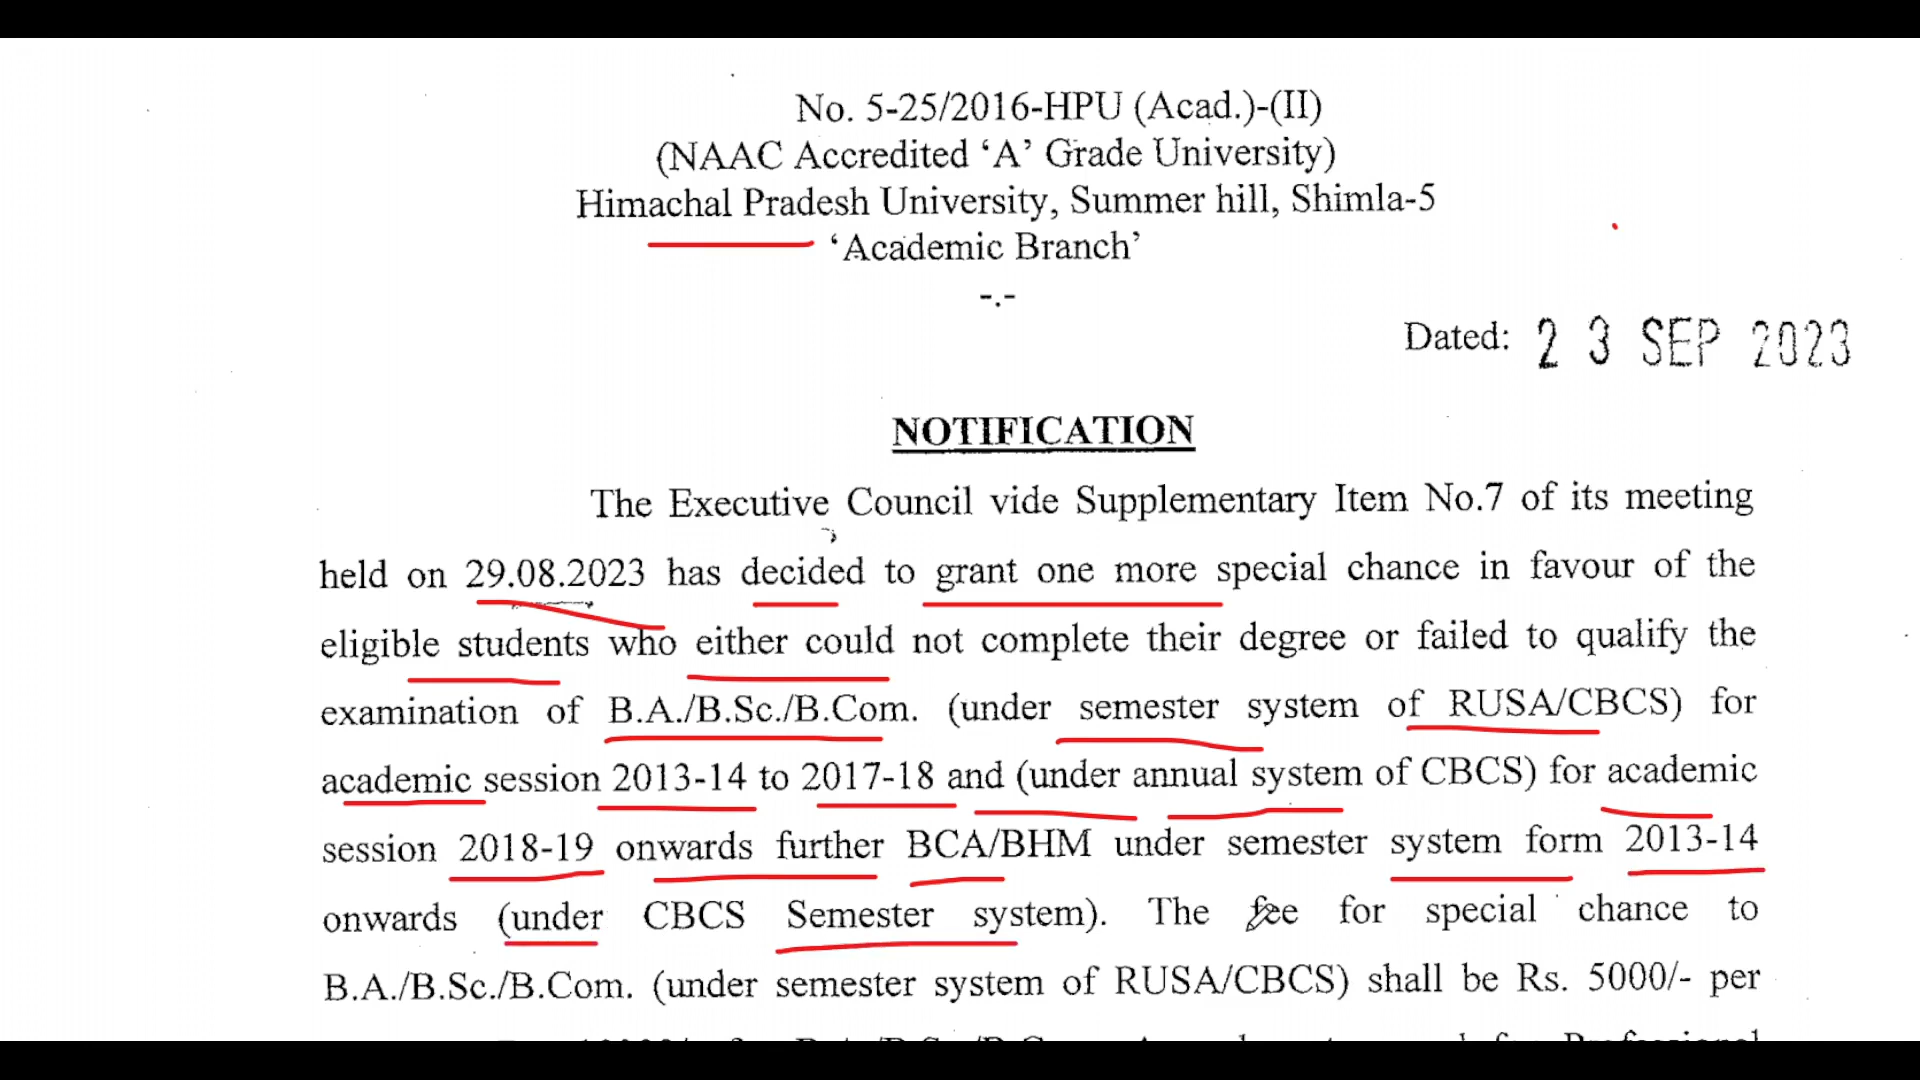 No. 5-25/2016-HPU (Acad.)-(II)
(NAAC Accredited ‘A’ Grade University)
Himachal Pradesh University, Summer hill, Shimla-5
‘Academic Branch’
-.-
Dated: 23 SEP 2023
NOTIFICATION
The Executive Council vide Supplementary Item No.7 of its meeting
held on 29.08.2023 has decided to grant one more special chance in favour of the
eligible students who either could not complete their degree or failed to qualify the
examination of B.A./B.Sc./B.Com. (under semester system of RUSA/CBCS) for
academic session 2013-14 to 2017-18 and (under annual system of CBCS) for academic
session 2018-19 onwards further BCA/BHM under semester system form 2013-14
onwards (under CBCS Semester system). The fee for special chance to
B.A./B.Sc./B.Com. (under semester system of RUSA/CBCS) shall be Rs. 5000/- per